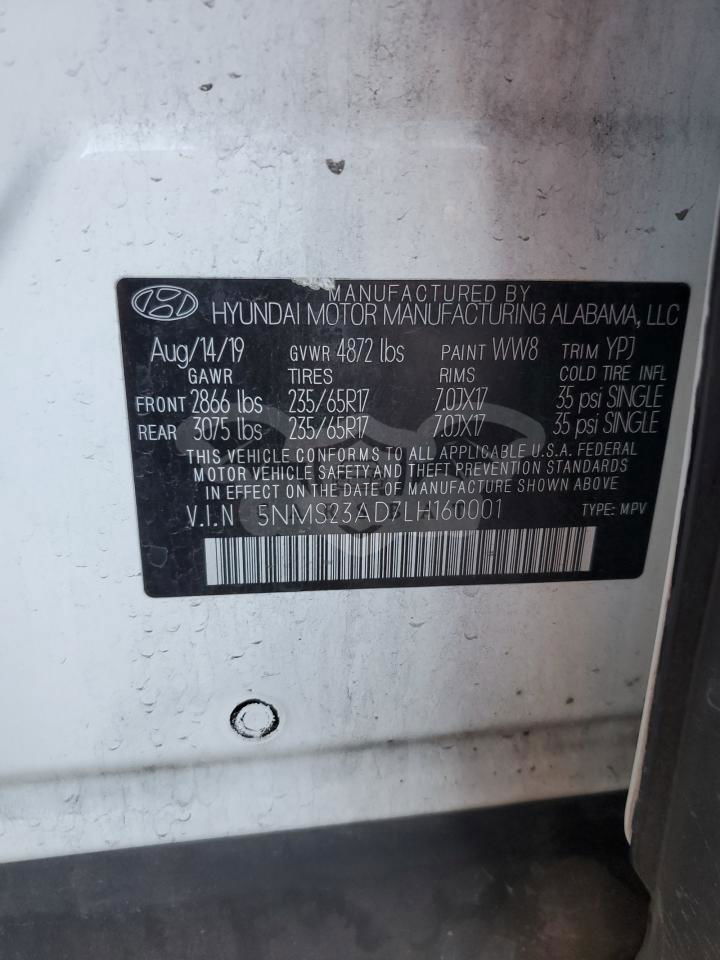 MANUFACTURED BY
HYUNDAI MOTOR MANUFACTURING ALABAMA, LLC
Aug/14/19 GVWR 4872 lbs PAINT WW8 TRIM YPJ
GAWR TIRES RIMS COLD TIRE INFL
FRONT 2866 lbs 235/65R17 7.0JX17 35 psi SINGLE
REAR 3075 lbs 235/65R17 7.0JX17 35 psi SINGLE
THIS VEHICLE CONFORMS TO ALL APPLICABLE U.S.A. FEDERAL
MOTOR VEHICLE SAFETY AND THEFT PREVENTION STANDARDS
IN EFFECT ON THE DATE OF MANUFACTURE SHOWN ABOVE
V.I.N 5NMS23AD7LH160001 TYPE: MPV